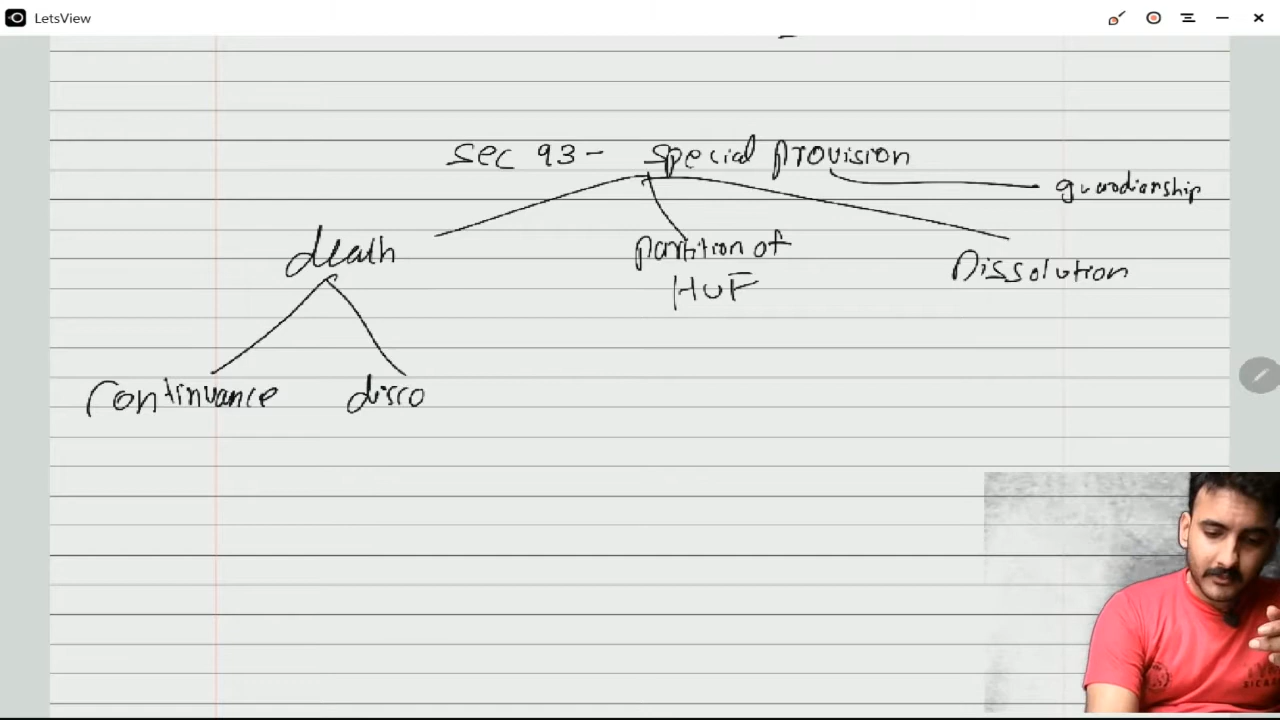 LetsView
Sec 93- special provision
guardianship
death
partition of
HUF
Dissolution
Continuance disco